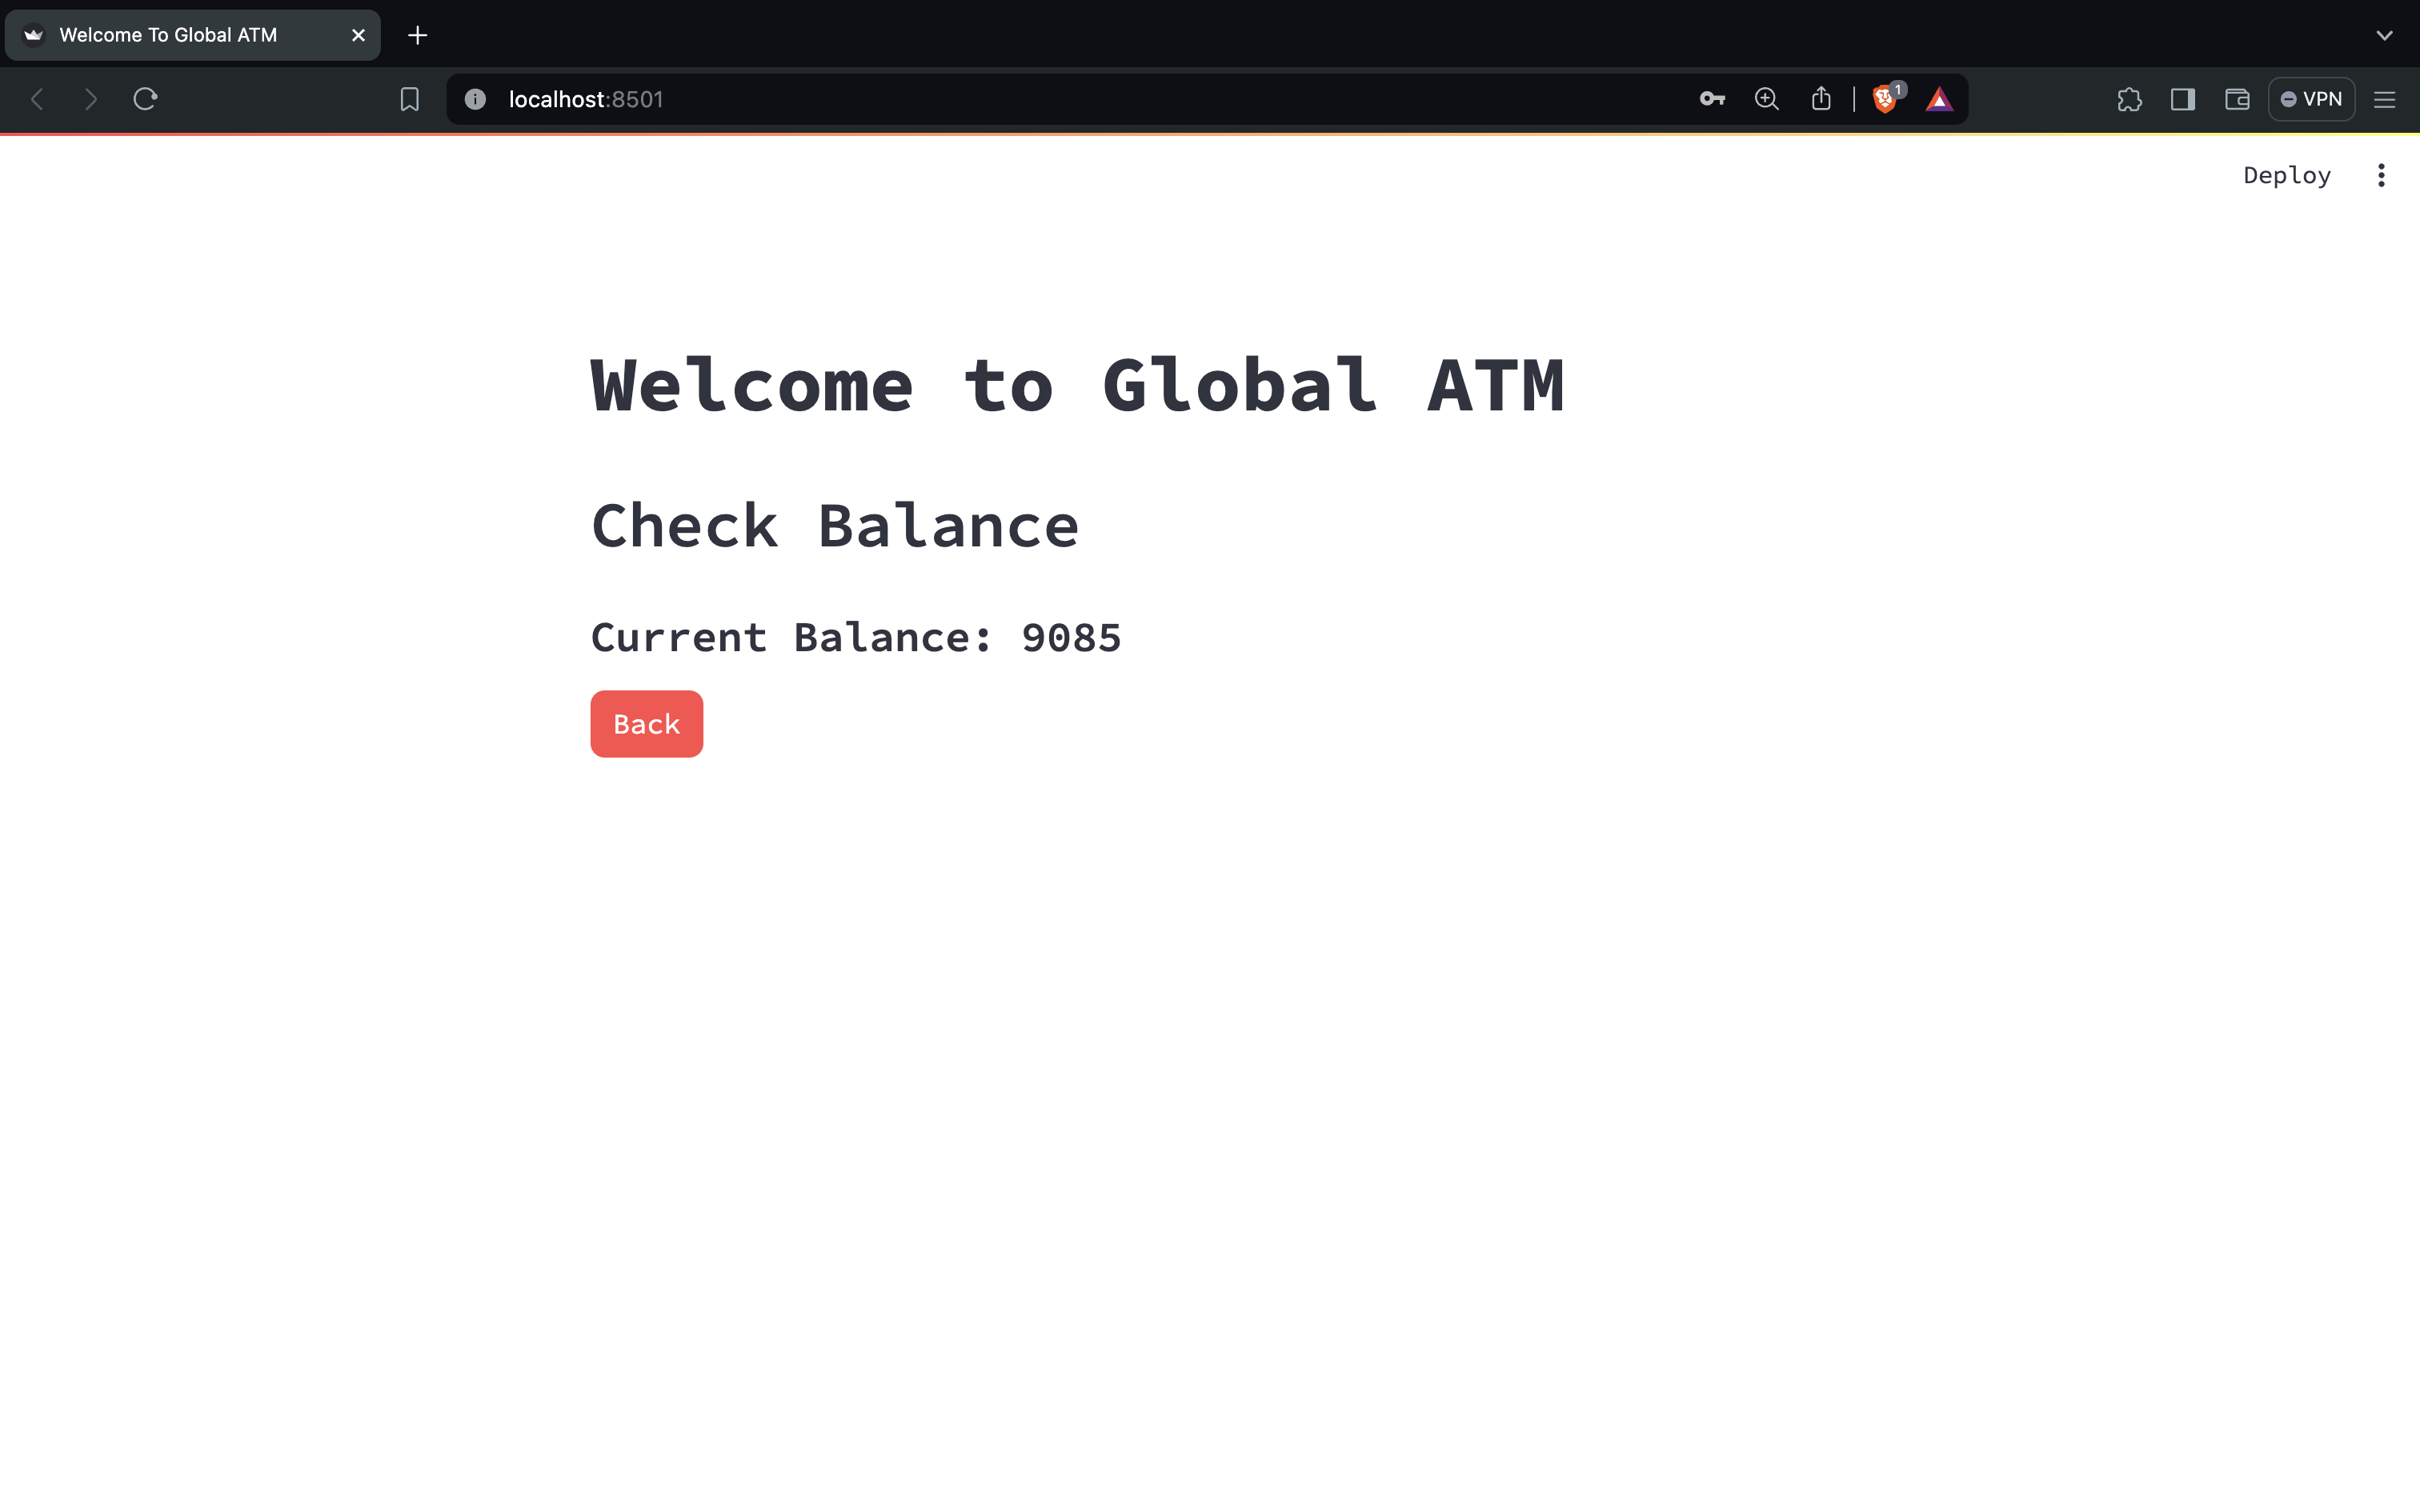 Welcome To Global ATM
localhost:8501
1
VPN
Deploy
Welcome to Global ATM
Check Balance
Current Balance: 9085
Back